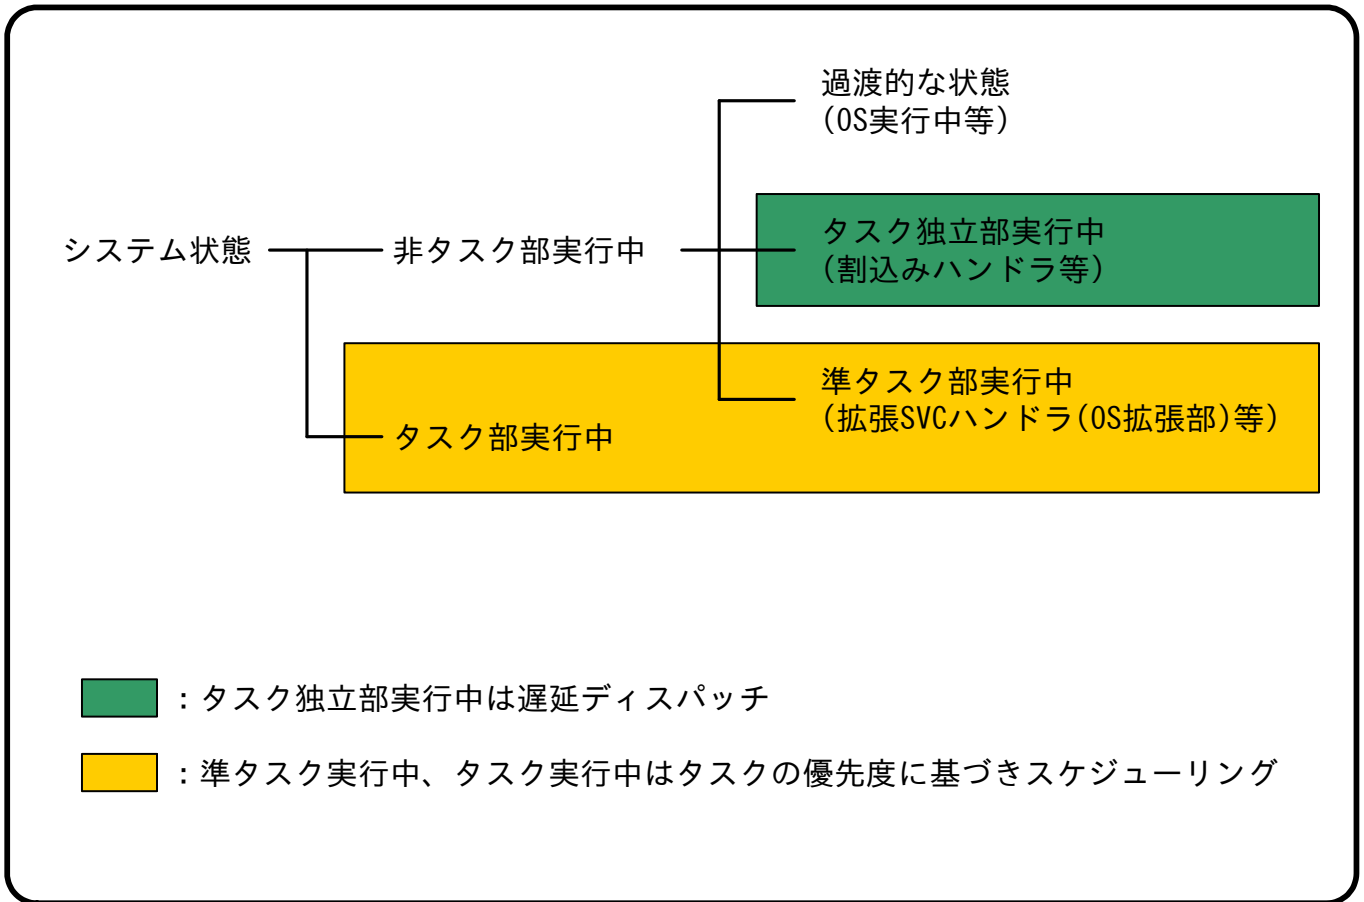 過渡的な状態
(OS実行中等)
システム状態
非タスク部実行中
タスク独立部実行中
(割込みハンドラ等)
準タスク部実行中
(拡張SVCハンドラ(OS拡張部)等)
タスク部実行中
：タスク独立部実行中は遅延ディスパッチ
：準タスク実行中、タスク実行中はタスクの優先度に基づきスケジューリング